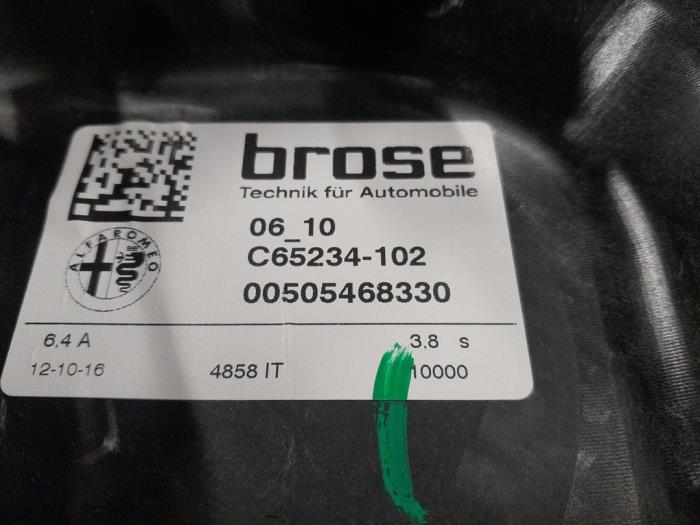 brose
Technik für Automobile
ALFA ROMEO
06_10
C65234-102
00505468330
6,4 A
3,8 s
12-10-16
4858 IT
10000